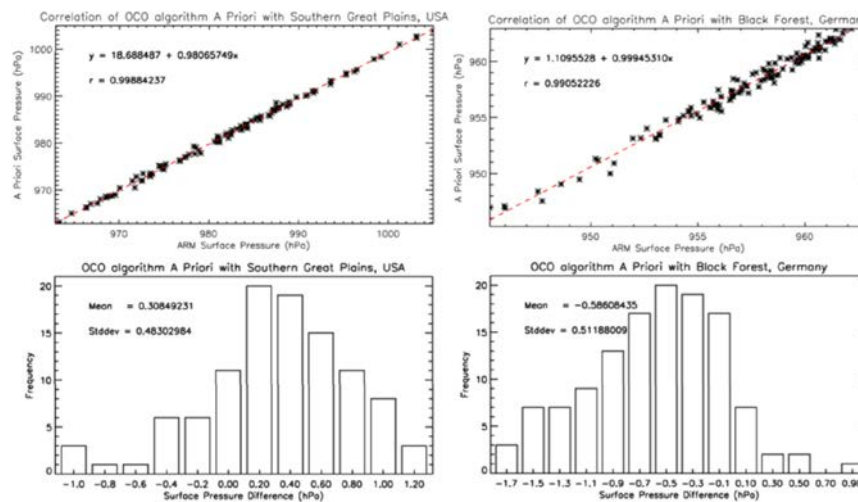 Correlation of OCO algorithm A Priori with Southern Great Plains, USA
y = 18.688487 + 0.98065749x
r = 0.99884237
A Priori Surface Pressure (hPa)
1000
990
980
970
970 980 990 1000
ARM Surface Pressure (hPa)
Correlation of OCO algorithm A Priori with Black Forest, Germany
y = 1.1095528 + 0.99945310x
r = 0.99052226
A Priori Surface Pressure (hPa)
960
955
950
950 955 960
ARM Surface Pressure (hPa)
OCO algorithm A Priori with Southern Great Plains, USA
Mean = 0.30849231
Stddev = 0.48302984
Frequency
20
15
10
5
0
-1.0 -0.8 -0.6 -0.4 -0.2 0.00 0.20 0.40 0.60 0.80 1.00 1.20
Surface Pressure Difference (hPa)
OCO algorithm A Priori with Black Forest, Germany
Mean = -0.58608435
Stddev = 0.51188009
Frequency
20
15
10
5
0
-1.7 -1.5 -1.3 -1.1 -0.9 -0.7 -0.5 -0.3 -0.1 0.10 0.30 0.50 0.70 0.90
Surface Pressure Difference (hPa)